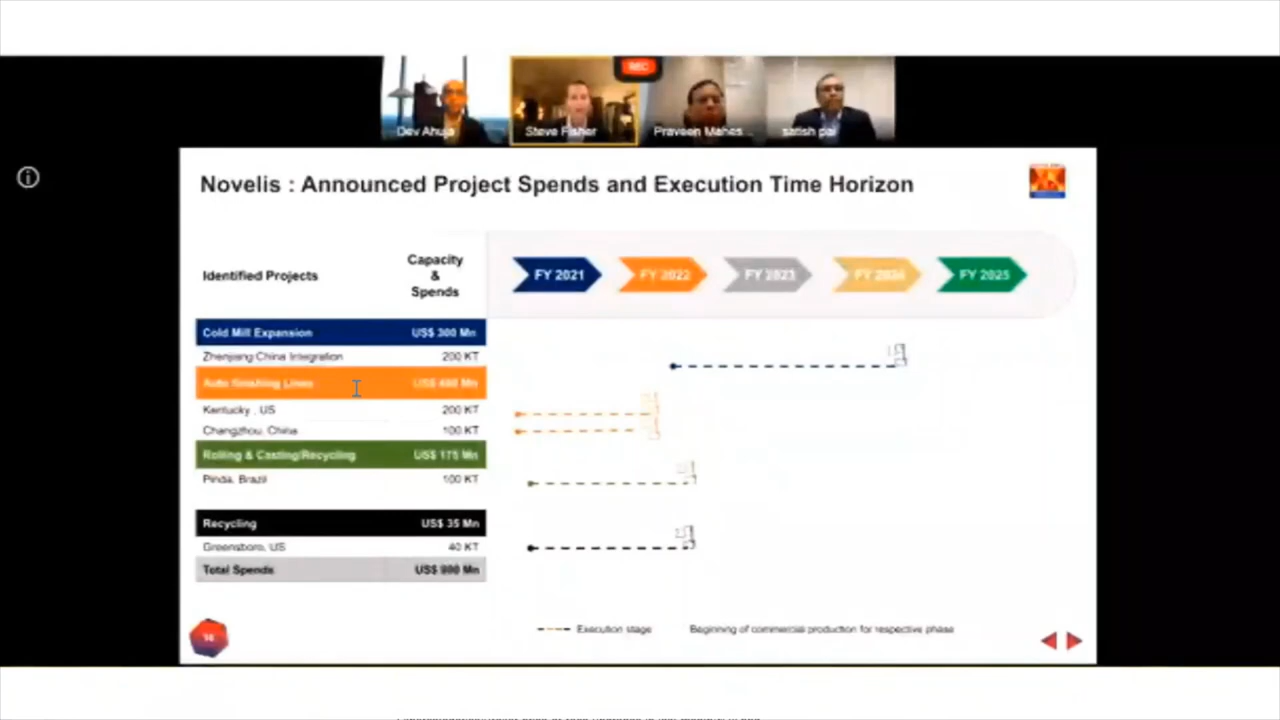 REC
Dev Ahuja
Steve Fisher
Praveen Mahes...
satish pai
Novelis : Announced Project Spends and Execution Time Horizon
Identified Projects
Capacity
&
Spends
FY 2021
FY 2022
FY 2023
FY 2024
FY 2025
Cold Mill Expansion US$ 300 Mn
Zhenjiang China Integration 200 KT
Auto finishing Lines US$ Mn
Kentucky , US 200 KT
Changzhou, China 100 KT
Rolling & Casting/Recycling US$ 175 Mn
Pinda, Brazil 100 KT
Recycling US$ 35 Mn
Greensboro, US 40 KT
Total Spends US$ Mn
Execution stage
Beginning of commercial production for respective phase